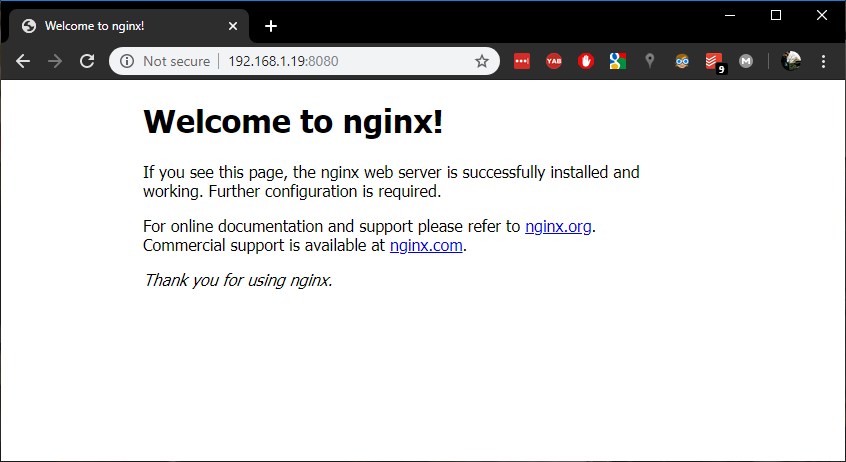 Welcome to nginx!
Not secure 192.168.1.19:8080
YAB
9
M
Welcome to nginx!
If you see this page, the nginx web server is successfully installed and
working. Further configuration is required.
For online documentation and support please refer to nginx.org.
Commercial support is available at nginx.com.
Thank you for using nginx.